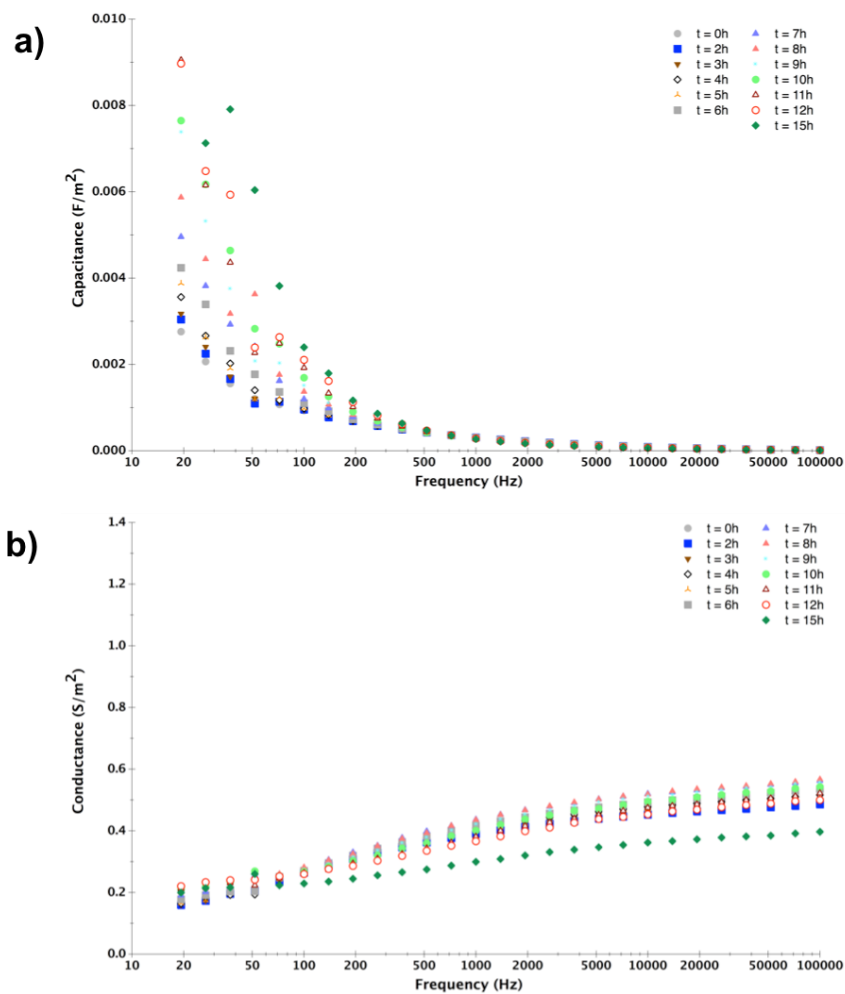 a)
0.010
0.008
0.006
0.004
0.002
0.000
Capacitance (F/m²)
10 20 50 100 200 500 1000 2000 5000 10000 20000 50000 100000
Frequency (Hz)
t = 0h t = 7h
t = 2h t = 8h
t = 3h t = 9h
t = 4h t = 10h
t = 5h t = 11h
t = 6h t = 12h
t = 15h
b)
1.4
1.2
1.0
0.8
0.6
0.4
0.2
0.0
Conductance (S/m²)
10 20 50 100 200 500 1000 2000 5000 10000 20000 50000 100000
Frequency (Hz)
t = 0h t = 7h
t = 2h t = 8h
t = 3h t = 9h
t = 4h t = 10h
t = 5h t = 11h
t = 6h t = 12h
t = 15h